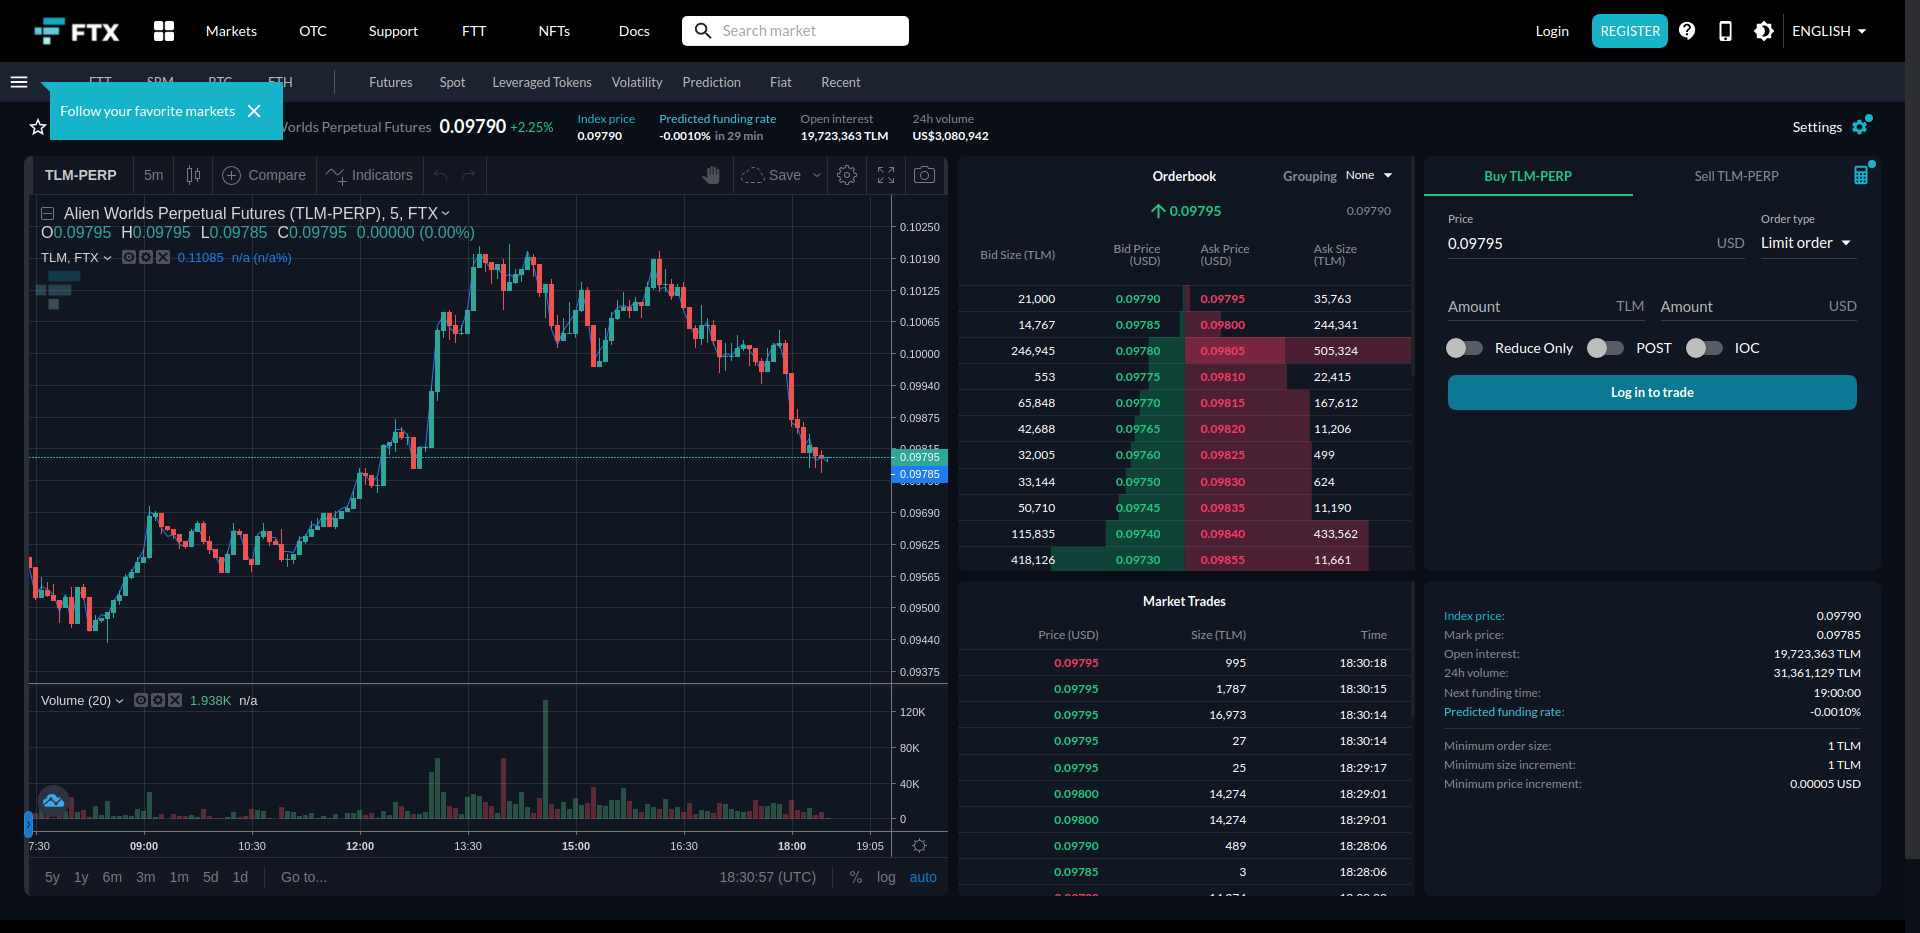 FTX
Markets
OTC
Support
FTT
NFTs
Docs
Search market
Login
REGISTER
ENGLISH
FTT
SRM
BTC
ETH
Futures
Spot
Leveraged Tokens
Volatility
Prediction
Fiat
Recent
Follow your favorite markets
Worlds Perpetual Futures
0.09790 +2.25%
Index price
0.09790
Predicted funding rate
-0.0010% in 29 min
Open interest
19,723,363 TLM
24h volume
US$3,080,942
Settings
TLM-PERP
5m
Compare
Indicators
Save
Alien Worlds Perpetual Futures (TLM-PERP), 5, FTX
O0.09795 H0.09795 L0.09785 C0.09795 0.00000 (0.00%)
TLM, FTX 0.11085 n/a (n/a%)
0.10250
0.10190
0.10125
0.10065
0.10000
0.09940
0.09875
0.09815
0.09795
0.09785
0.09690
0.09625
0.09565
0.09500
0.09440
0.09375
Volume (20) 1.938K n/a
120K
80K
40K
0
7:30 09:00 10:30 12:00 13:30 15:00 16:30 18:00 19:05
5y 1y 6m 3m 1m 5d 1d Go to...
18:30:57 (UTC) % log auto
Orderbook
Grouping None
0.09795
0.09790
Bid Size (TLM) Bid Price (USD) Ask Price (USD) Ask Size (TLM)
21,000 0.09790 0.09795 35,763
14,767 0.09785 0.09800 244,341
246,945 0.09780 0.09805 505,324
553 0.09775 0.09810 22,415
65,848 0.09770 0.09815 167,612
42,688 0.09765 0.09820 11,206
32,005 0.09760 0.09825 499
33,144 0.09750 0.09830 624
50,710 0.09745 0.09835 11,190
115,835 0.09740 0.09840 433,562
418,126 0.09730 0.09855 11,661
Market Trades
Price (USD) Size (TLM) Time
0.09795 995 18:30:18
0.09795 1,787 18:30:15
0.09795 16,973 18:30:14
0.09795 27 18:30:14
0.09795 25 18:29:17
0.09800 14,274 18:29:01
0.09800 14,274 18:29:01
0.09790 489 18:28:06
0.09785 3 18:28:06
Buy TLM-PERP
Sell TLM-PERP
Price
0.09795 USD
Order type
Limit order
Amount TLM
Amount USD
Reduce Only
POST
IOC
Log in to trade
Index price: 0.09790
Mark price: 0.09785
Open interest: 19,723,363 TLM
24h volume: 31,361,129 TLM
Next funding time: 19:00:00
Predicted funding rate: -0.0010%
Minimum order size: 1 TLM
Minimum size increment: 1 TLM
Minimum price increment: 0.00005 USD